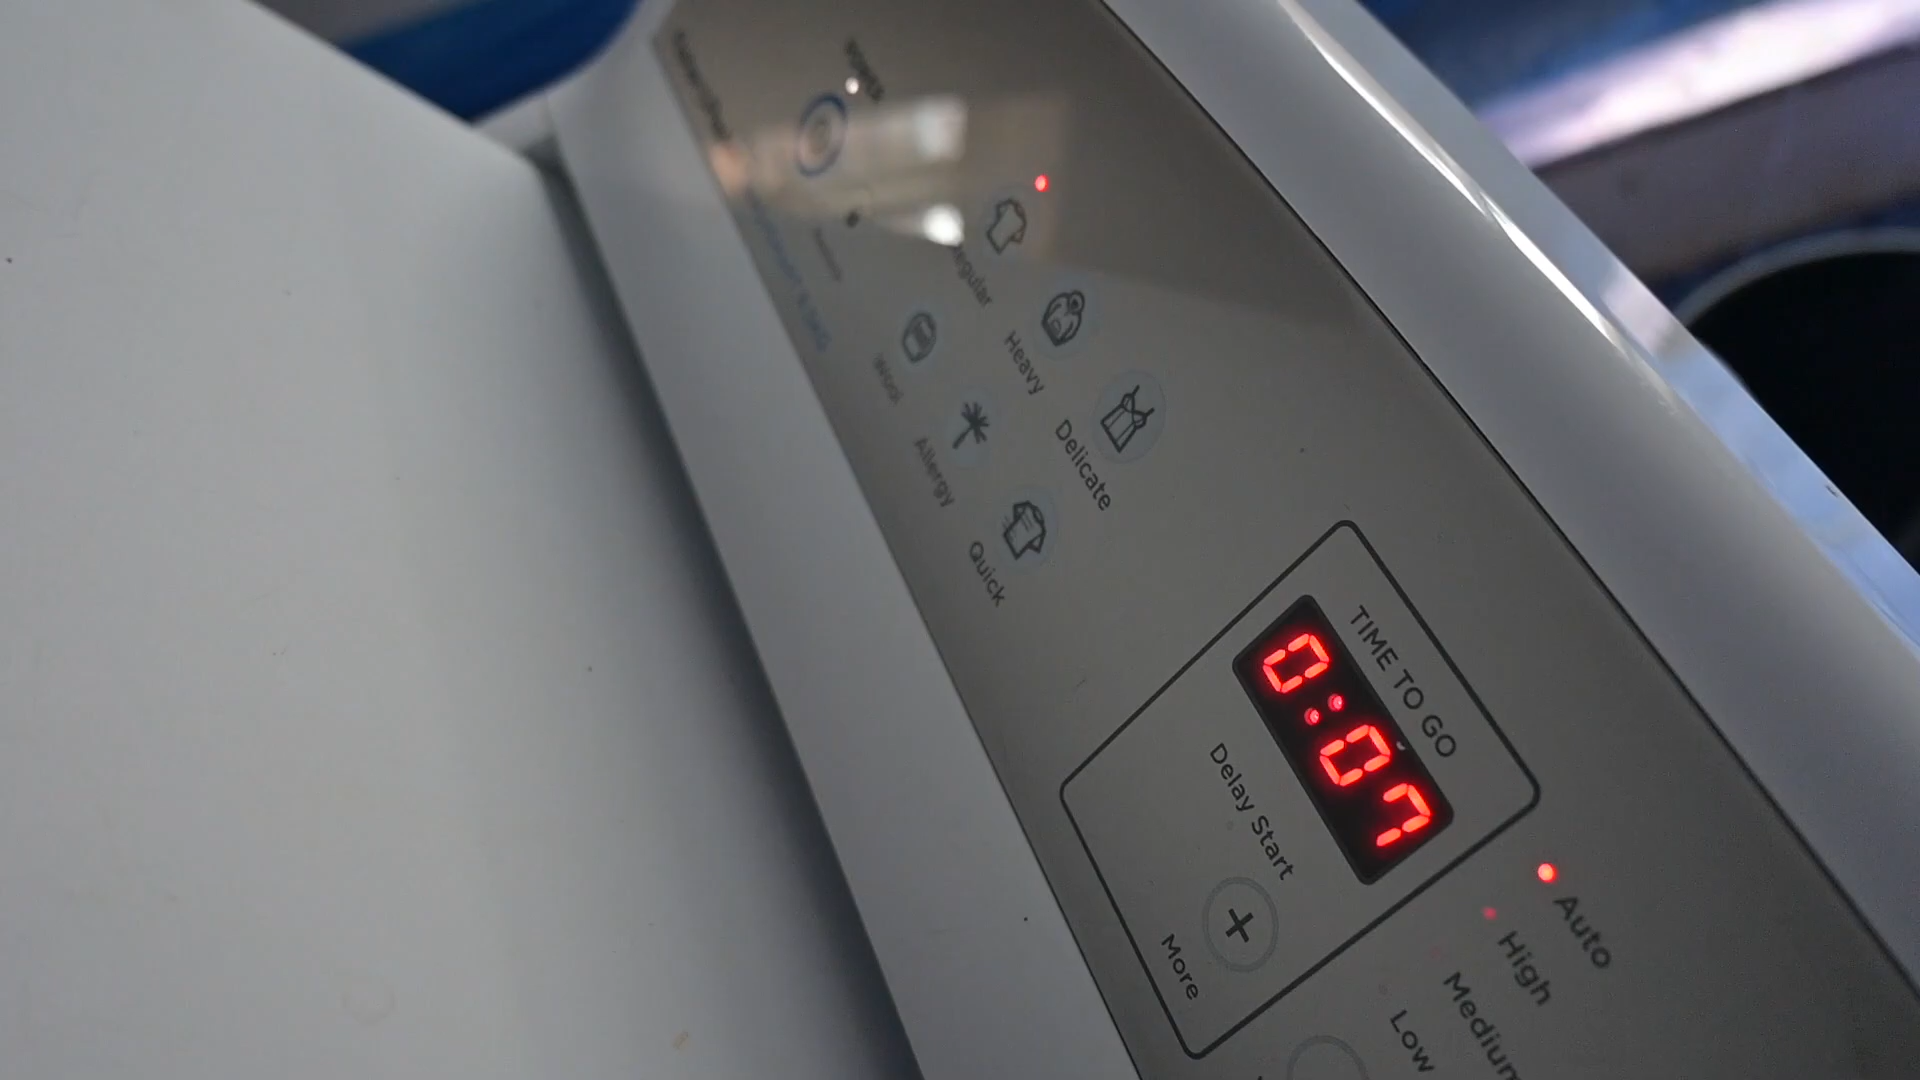 Regular
Heavy
Delicate
Allergy
Quick
TIME TO GO
0:07
Delay Start
+
More
Auto
High
Medium
Low